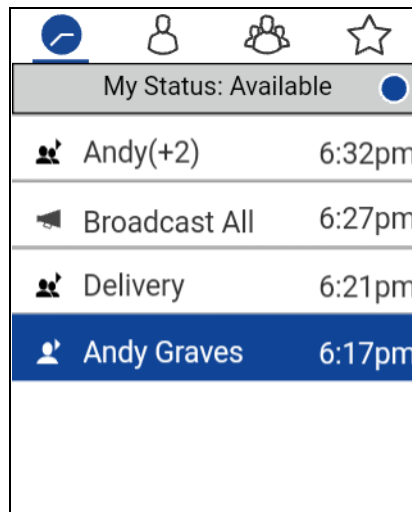 My Status: Available
Andy(+2) 6:32pm
Broadcast All 6:27pm
Delivery 6:21pm
Andy Graves 6:17pm